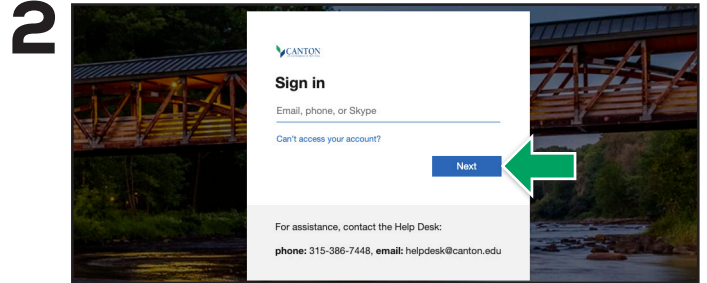 2
CANTON
Sign in
Email, phone, or Skype
Can't access your account?
Next
For assistance, contact the Help Desk:
phone: 315-386-7448, email: helpdesk@canton.edu